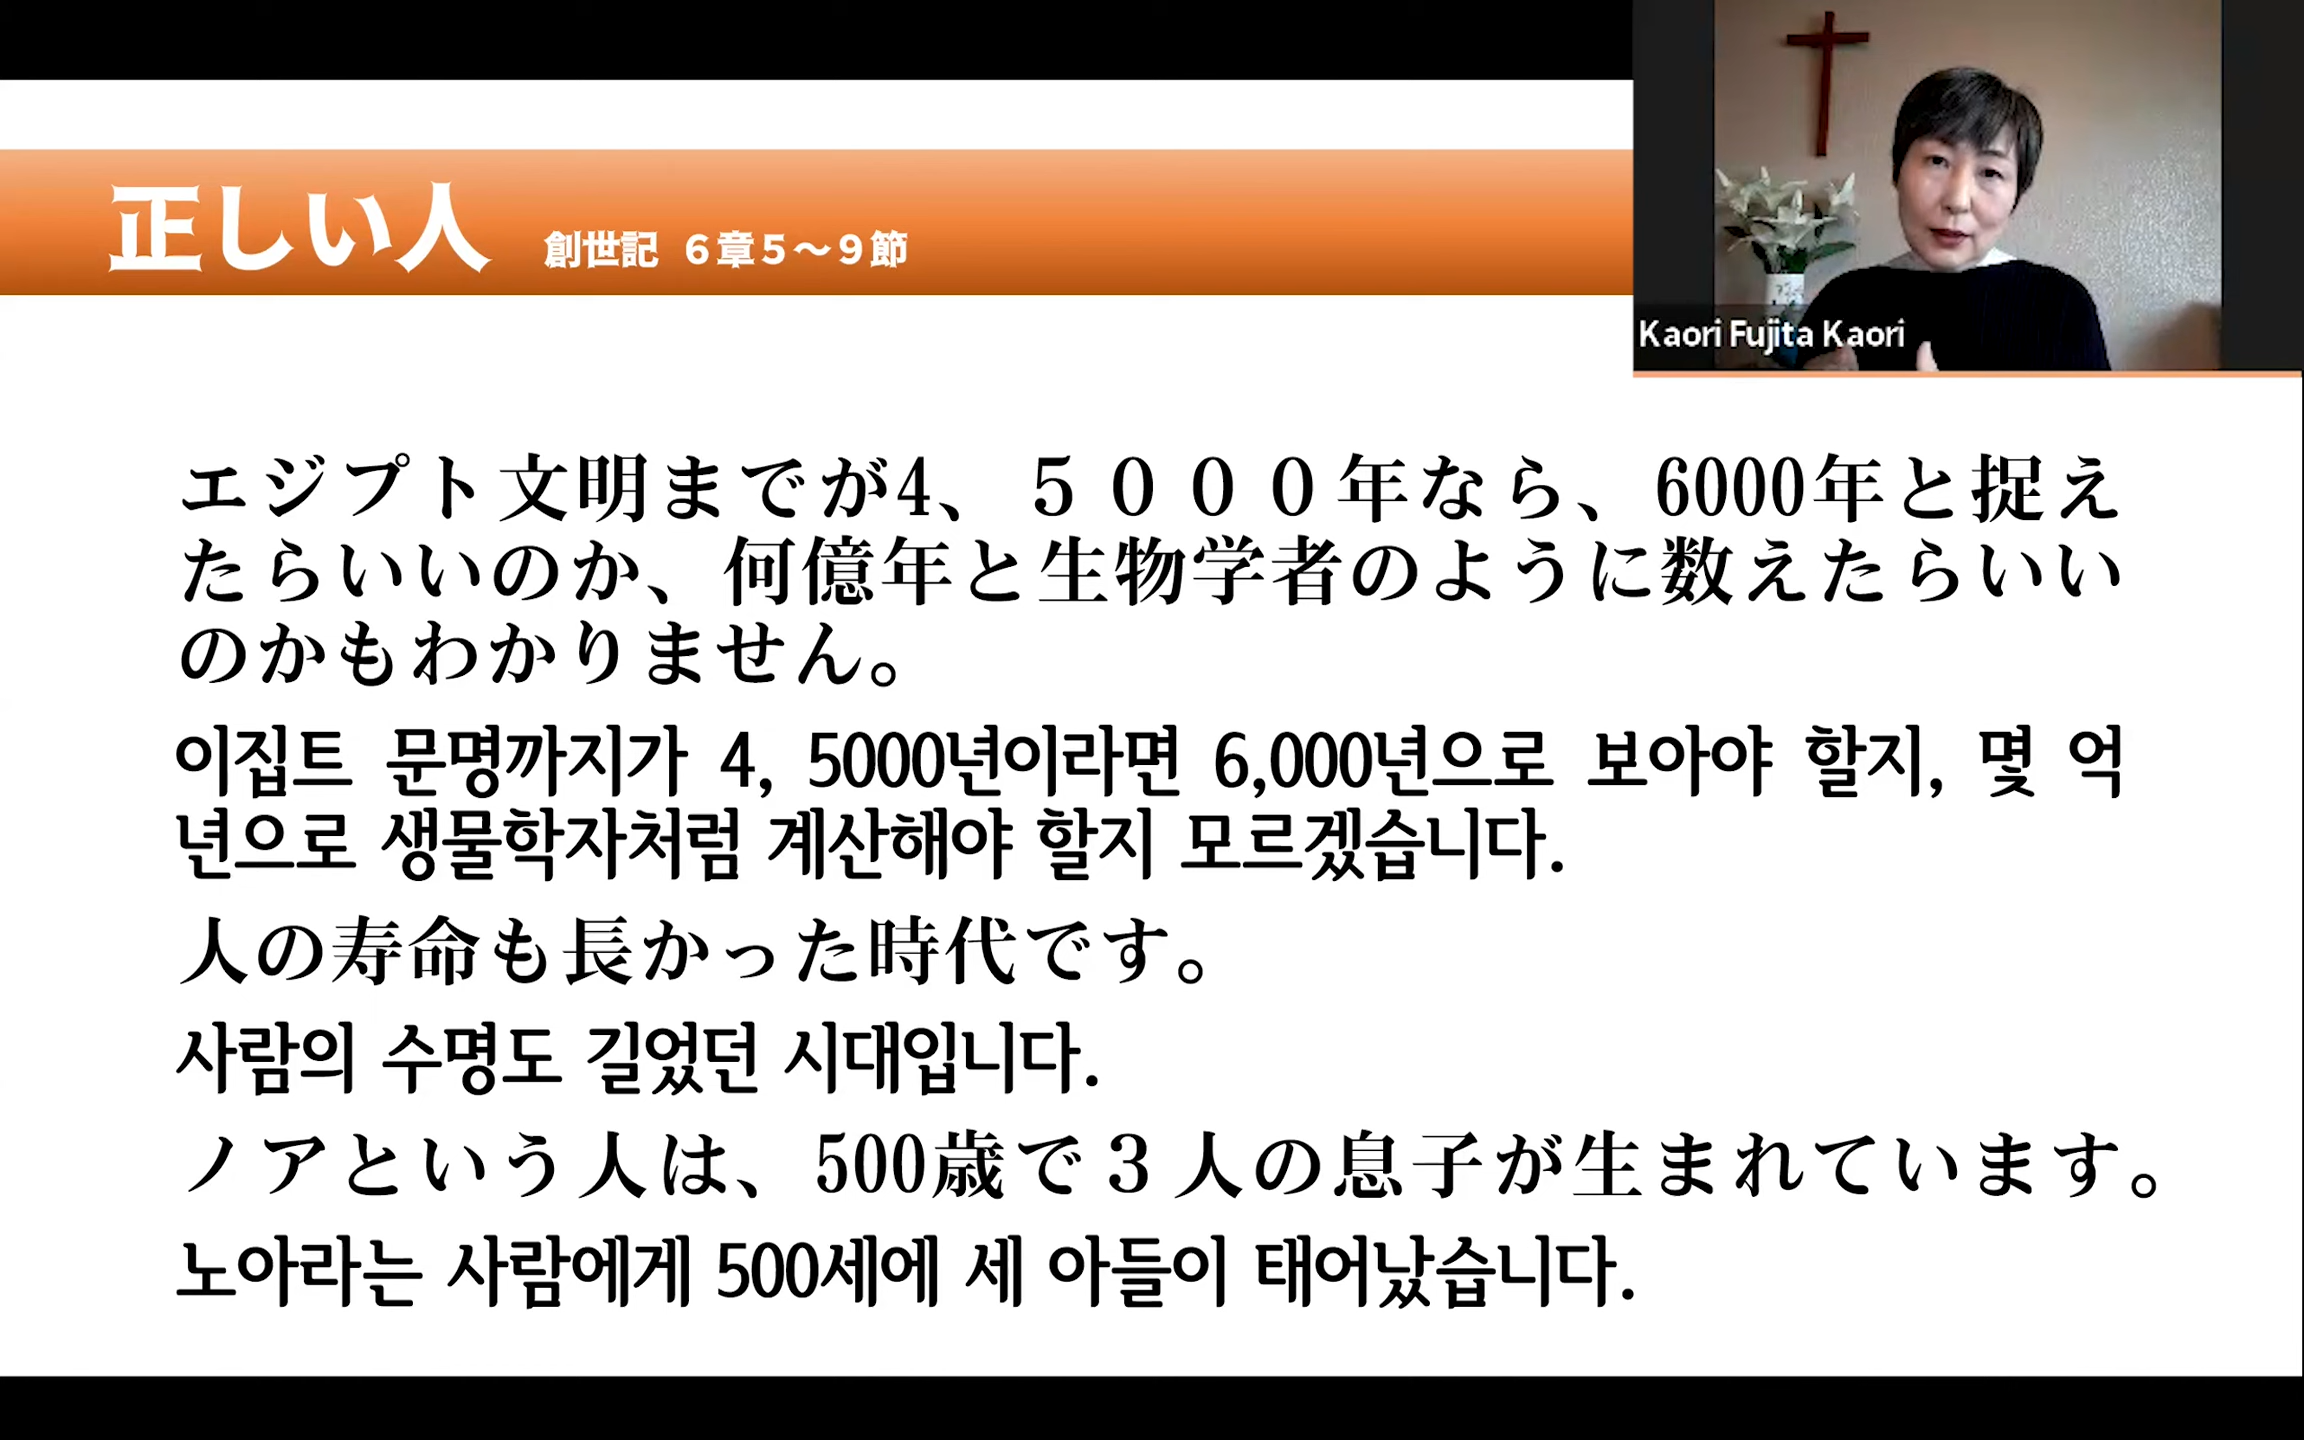 正しい人 創世記 ６章５～９節
Kaori Fujita Kaori
エジプト文明までが4、５０００年なら、6000年と捉え
たらいいのか、何億年と生物学者のように数えたらいい
のかもわかりません。
이집트 문명까지가 4, 5000년이라면 6,000년으로 보아야 할지, 몇 억
년으로 생물학자처럼 계산해야 할지 모르겠습니다.
人の寿命も長かった時代です。
사람의 수명도 길었던 시대입니다.
ノアという人は、500歳で３人の息子が生まれています。
노아라는 사람에게 500세에 세 아들이 태어났습니다.